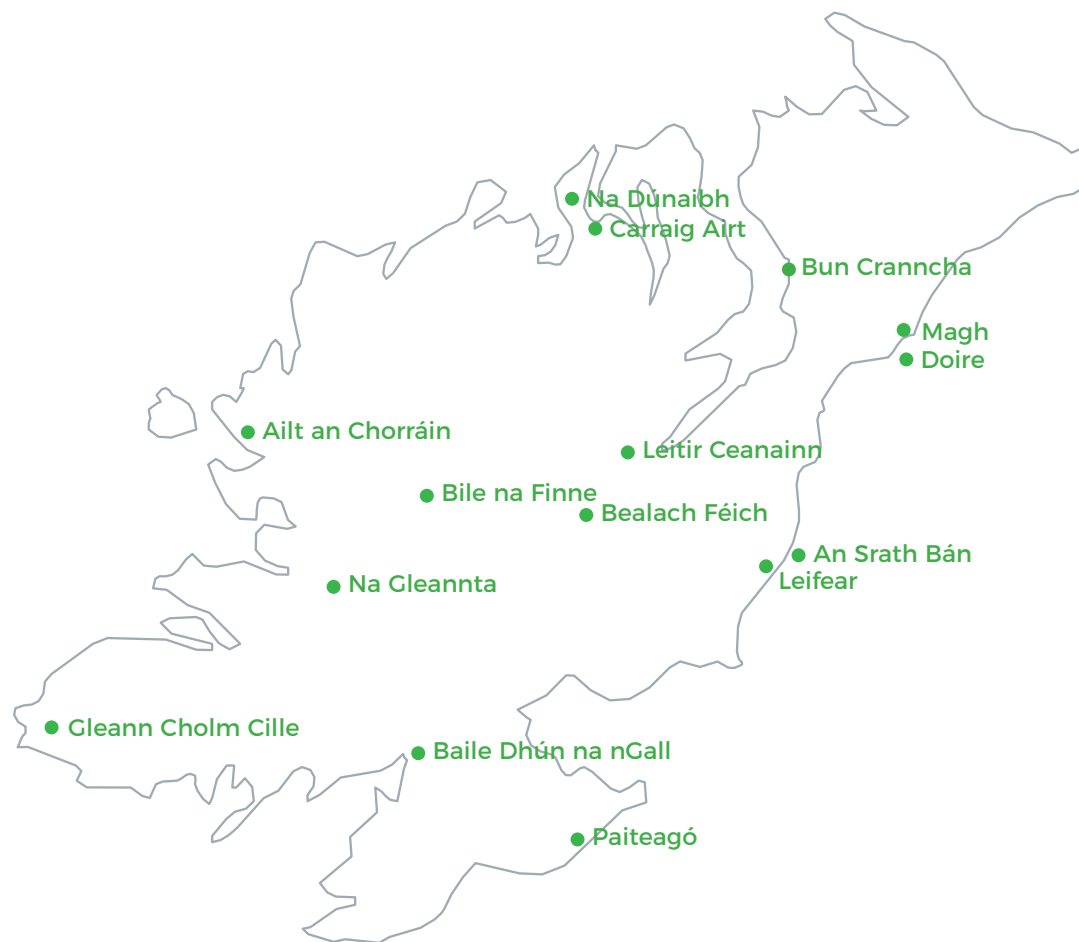 Na Dúnaibh
Carraig Airt
Bun Cranncha
Magh
Doire
Ailt an Chorráin
Leitir Ceanainn
Bile na Finne
Bealach Féich
An Srath Bán
Leifear
Na Gleannta
Gleann Cholm Cille
Baile Dhún na nGall
Paiteagó